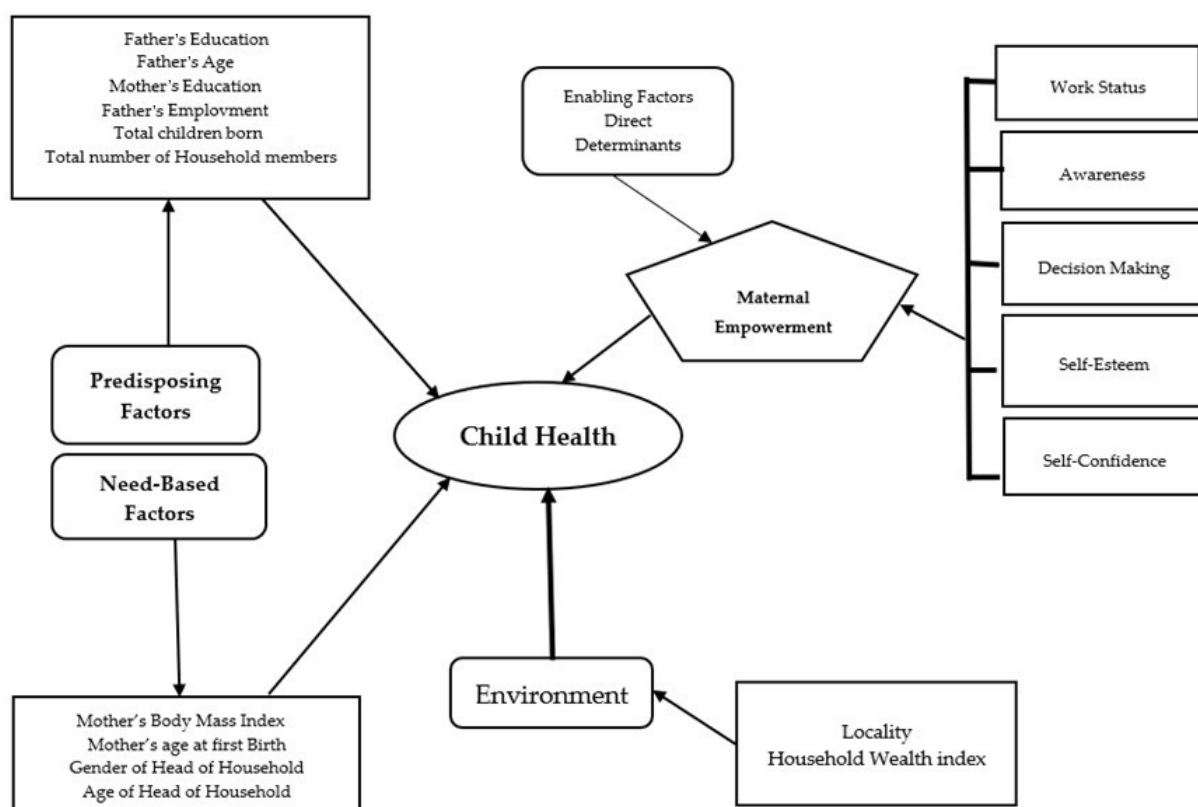 Father's Education
Father's Age
Mother's Education
Father's Employment
Total children born
Total number of Household members
Enabling Factors
Direct
Determinants
Work Status
Awareness
Decision Making
Self-Esteem
Self-Confidence
Maternal
Empowerment
Predisposing
Factors
Need-Based
Factors
Child Health
Environment
Locality
Household Wealth index
Mother's Body Mass Index
Mother's age at first Birth
Gender of Head of Household
Age of Head of Household